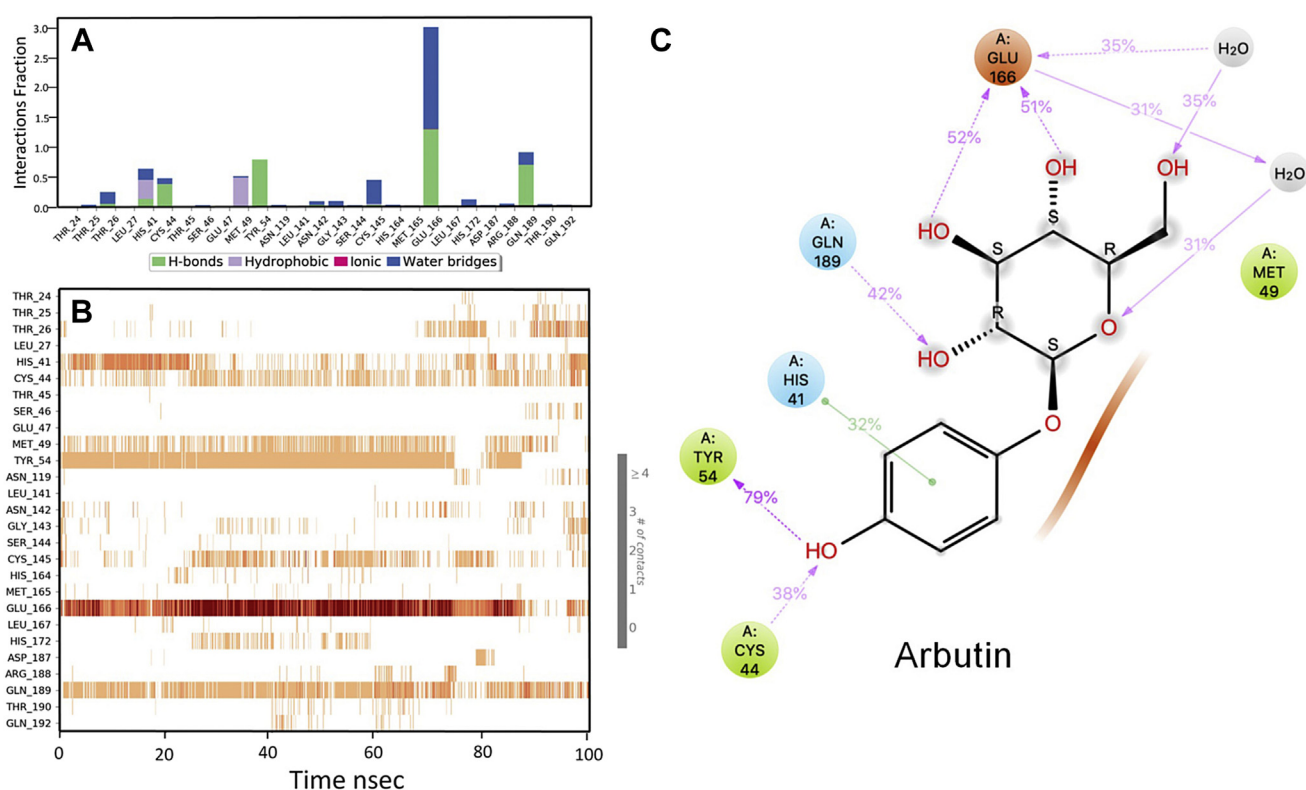 A
Interactions Fraction
3.0
2.5
2.0
1.5
1.0
0.5
0.0
THR_24
THR_25
THR_26
LEU_27
HIS_41
CYS_44
THR_45
SER_46
GLU_47
MET_49
TYR_54
ASN_119
LEU_141
ASN_142
GLY_143
SER_144
CYS_145
HIS_164
MET_165
GLU_166
LEU_167
HIS_172
ASP_187
ARG_188
GLN_189
THR_190
GLN_192
H-bonds Hydrophobic Ionic Water bridges
B
THR_24
THR_25
THR_26
LEU_27
HIS_41
CYS_44
THR_45
SER_46
GLU_47
MET_49
TYR_54
ASN_119
LEU_141
ASN_142
GLY_143
SER_144
CYS_145
HIS_164
MET_165
GLU_166
LEU_167
HIS_172
ASP_187
ARG_188
GLN_189
THR_190
GLN_192
0 20 40 60 80 100
Time nsec
≥4
3
2
1
0
# of contacts
C
A:
GLU
166
35%
H₂O
51%
31%
35%
52%
OH
OH
H₂O
HO
S
S
R
31%
A:
GLN
189
A:
MET
49
42%
R
O
HO
S
A:
HIS
41
32%
O
A:
TYR
54
79%
HO
38%
A:
CYS
44
Arbutin